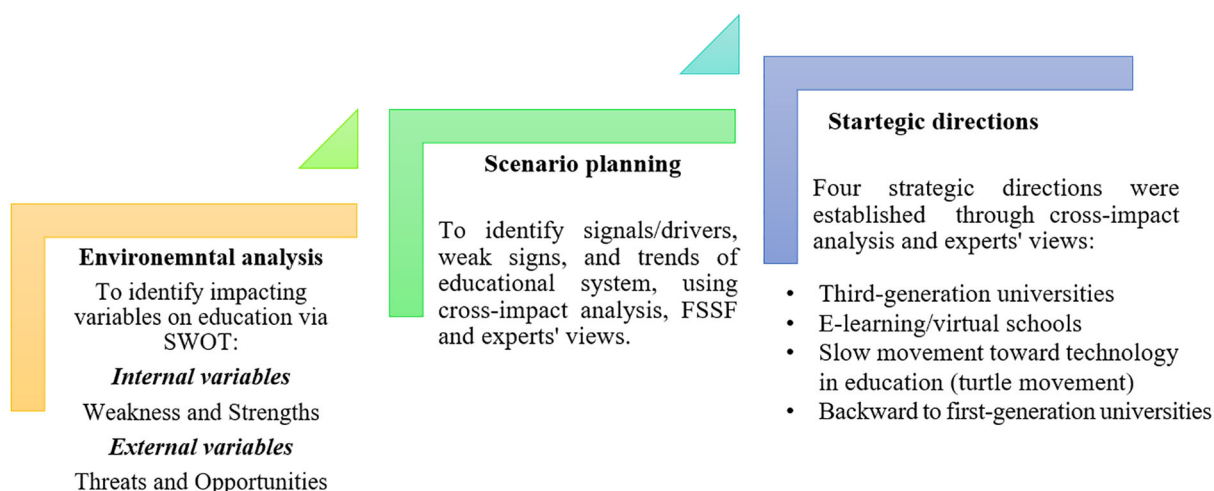 Environemntal analysis
To identify impacting
variables on education via
SWOT:
Internal variables
Weakness and Strengths
External variables
Threats and Opportunities
Scenario planning
To identify signals/drivers,
weak signs, and trends of
educational system, using
cross-impact analysis, FSSF
and experts' views.
Startegic directions
Four strategic directions were
established through cross-impact
analysis and experts' views:
• Third-generation universities
• E-learning/virtual schools
• Slow movement toward technology
in education (turtle movement)
• Backward to first-generation universities